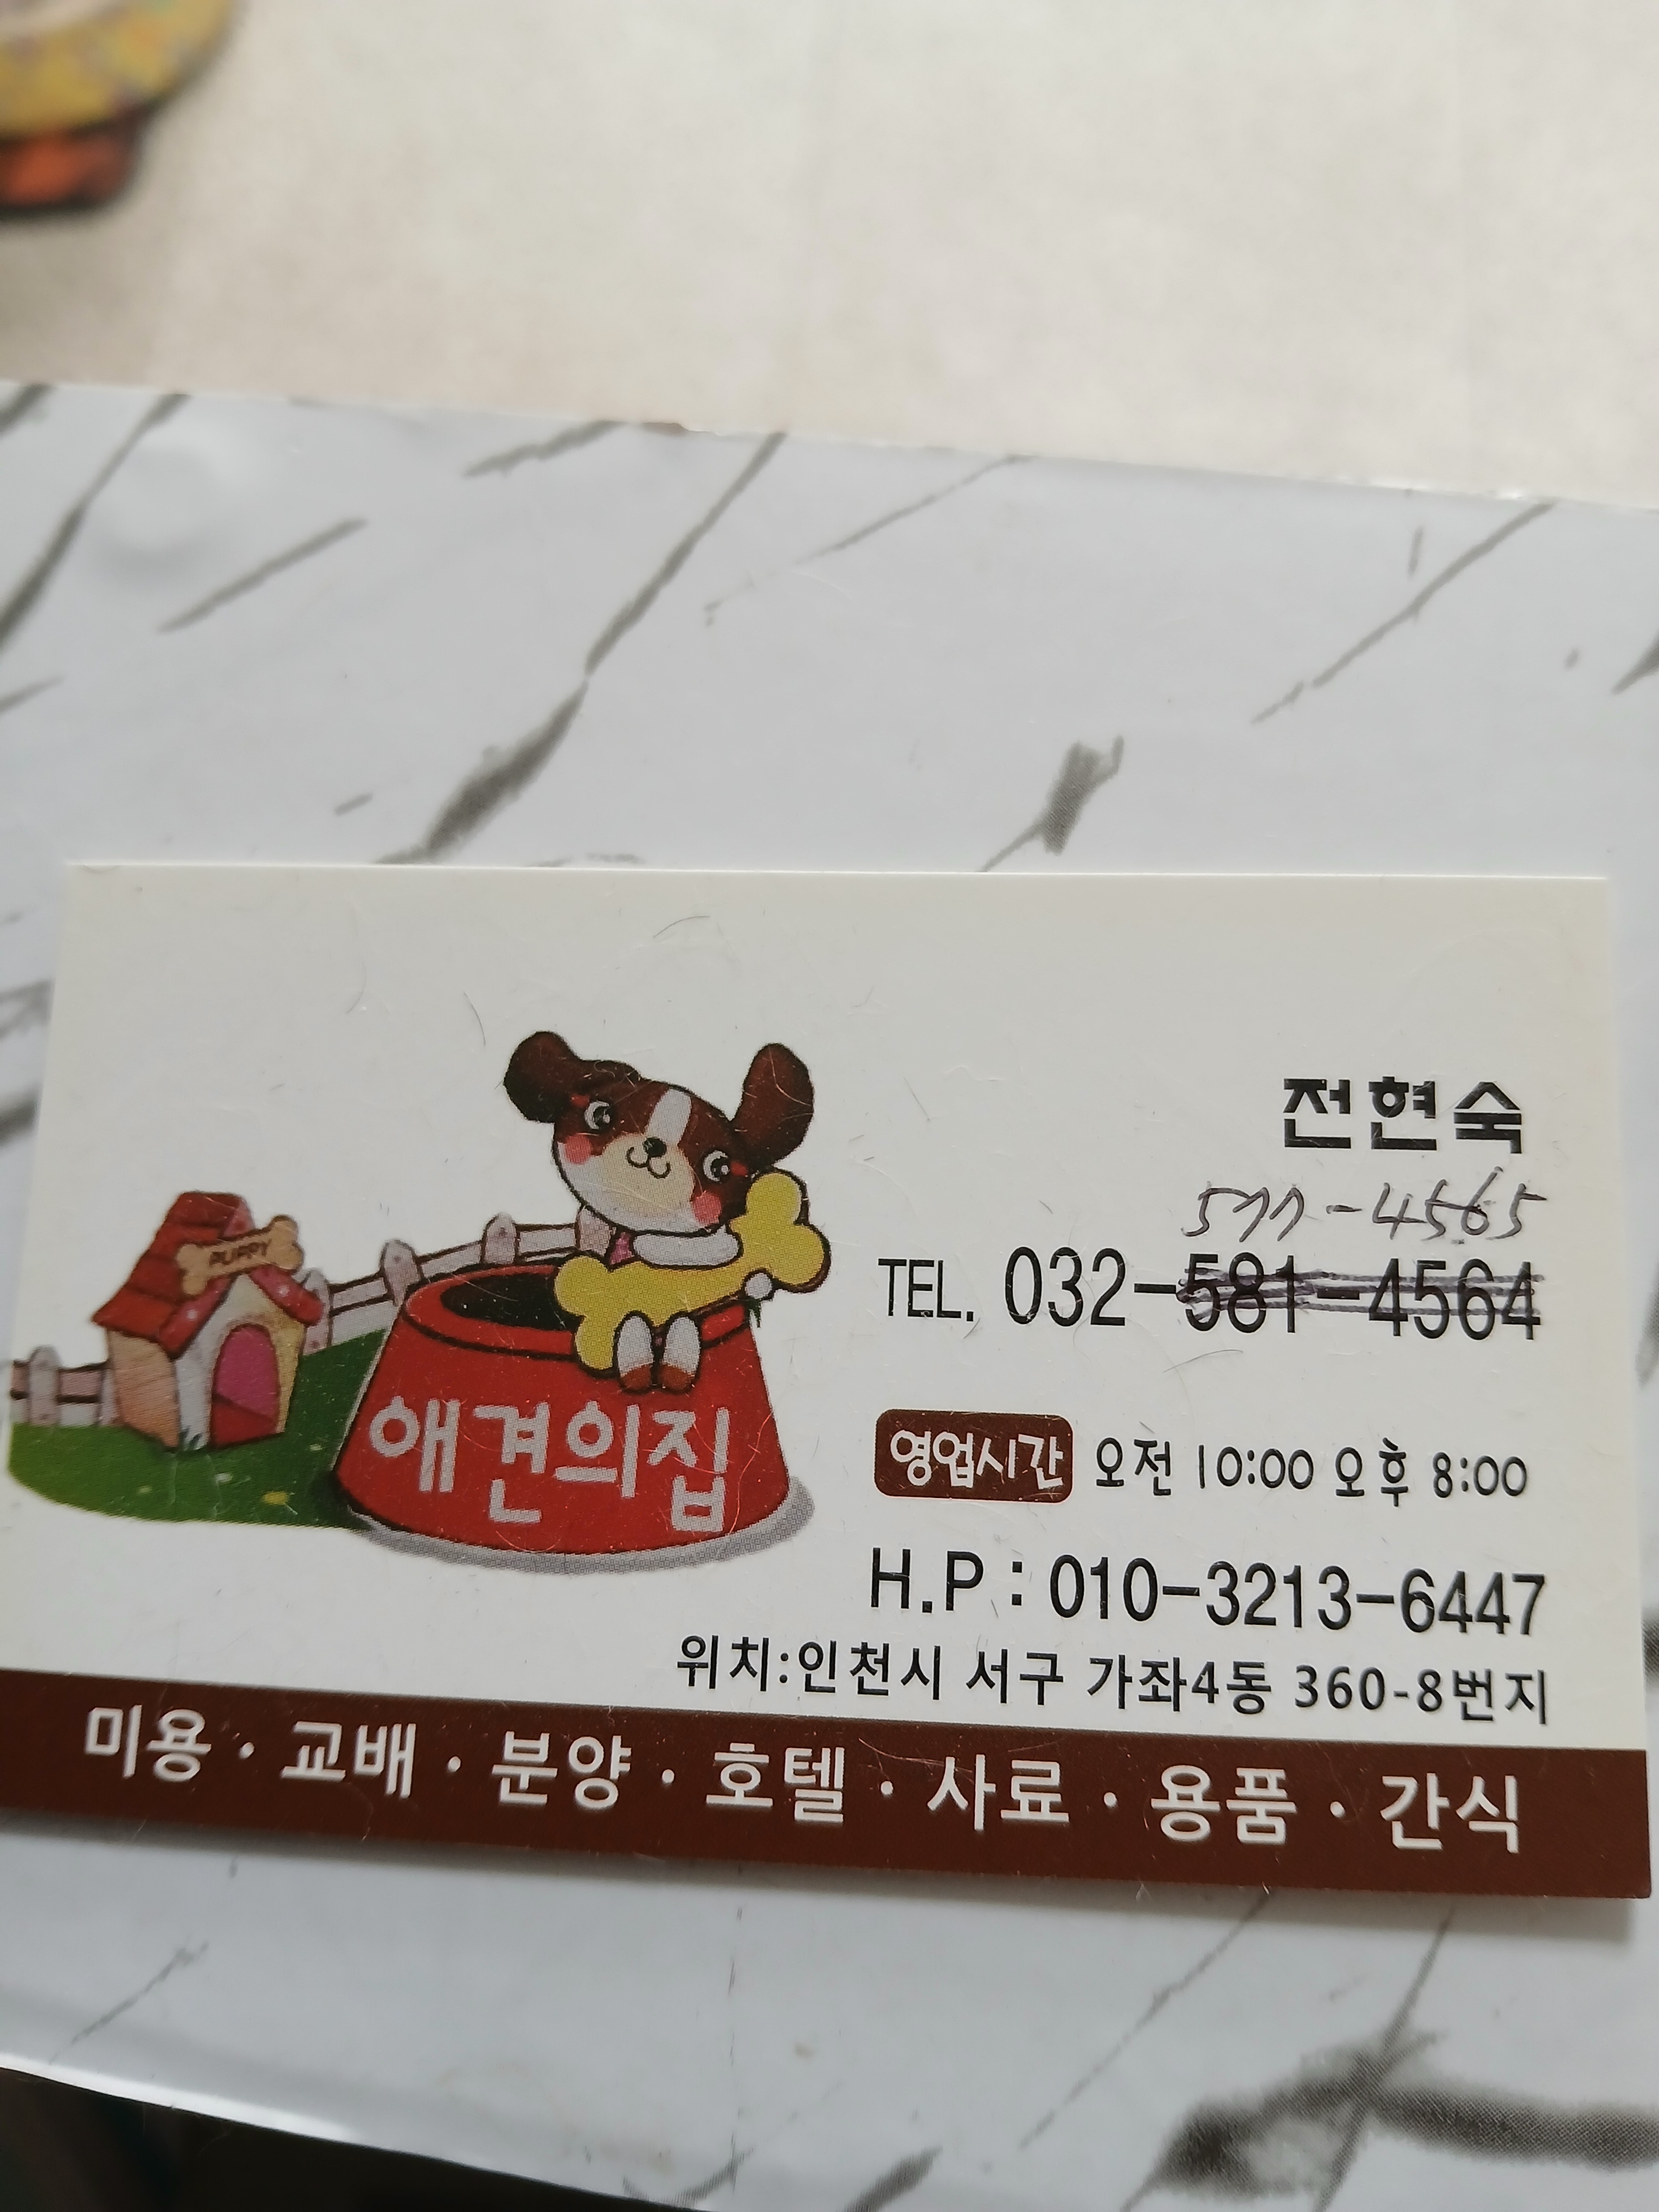 전현숙
577-4565
TEL. 032-581-4564
PUPPY
애견의집
영업시간 오전 10:00 오후 8:00
H.P : 010-3213-6447
위치:인천시 서구 가좌4동 360-8번지
미용 · 교배 · 분양 · 호텔 · 사료 · 용품 · 간식